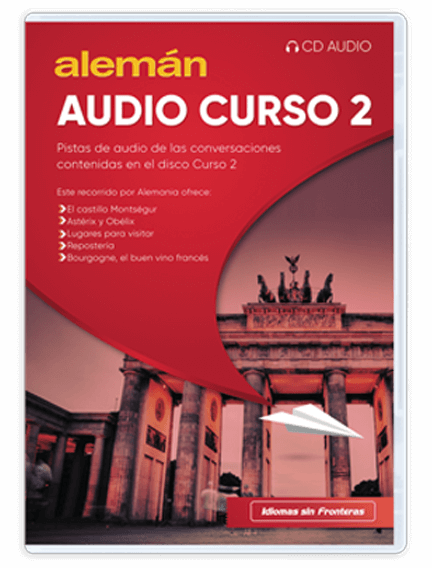 CD AUDIO
alemán
AUDIO CURSO 2
Pistas de audio de las conversaciones
contenidas en el disco Curso 2
Este recorrido por Alemania ofrece:
El castillo Montségur
Astérix y Obélix
Lugares para visitar
Repostería
Bourgogne, el buen vino francés
Idiomas sin Fronteras